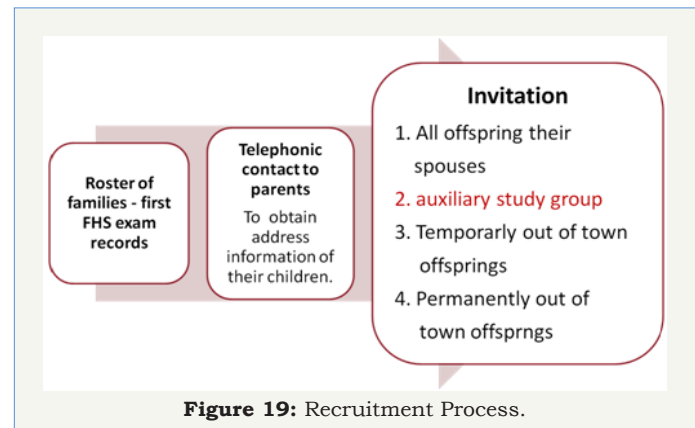 Roster of
families - first
FHS exam
records
Telephonic
contact to
parents
To obtain
address
information of
their children.
Invitation
1. All offspring their
spouses
2. auxiliary study group
3. Temporarly out of town
offsprings
4. Permanently out of
town offsprngs
Figure 19: Recruitment Process.